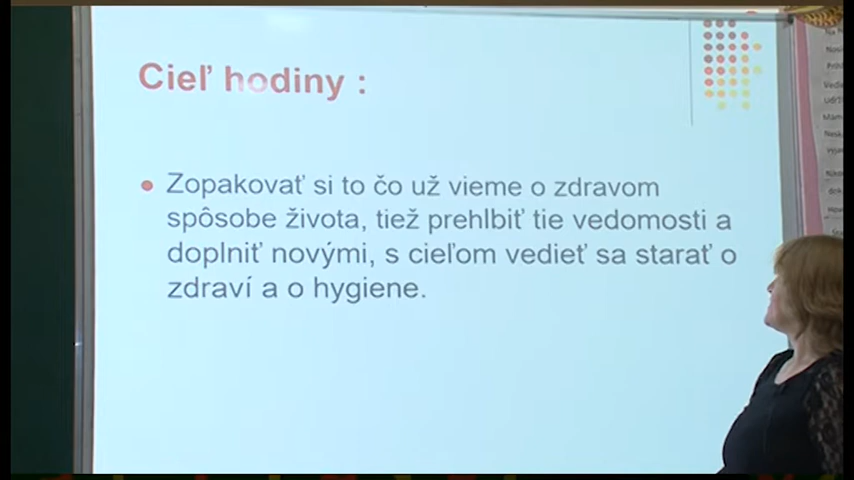 Cieľ hodiny :
Zopakovať si to čo už vieme o zdravom
spôsobe života, tiež prehlbiť tie vedomosti a
doplniť novými, s cieľom vedieť sa starať o
zdraví a o hygiene.